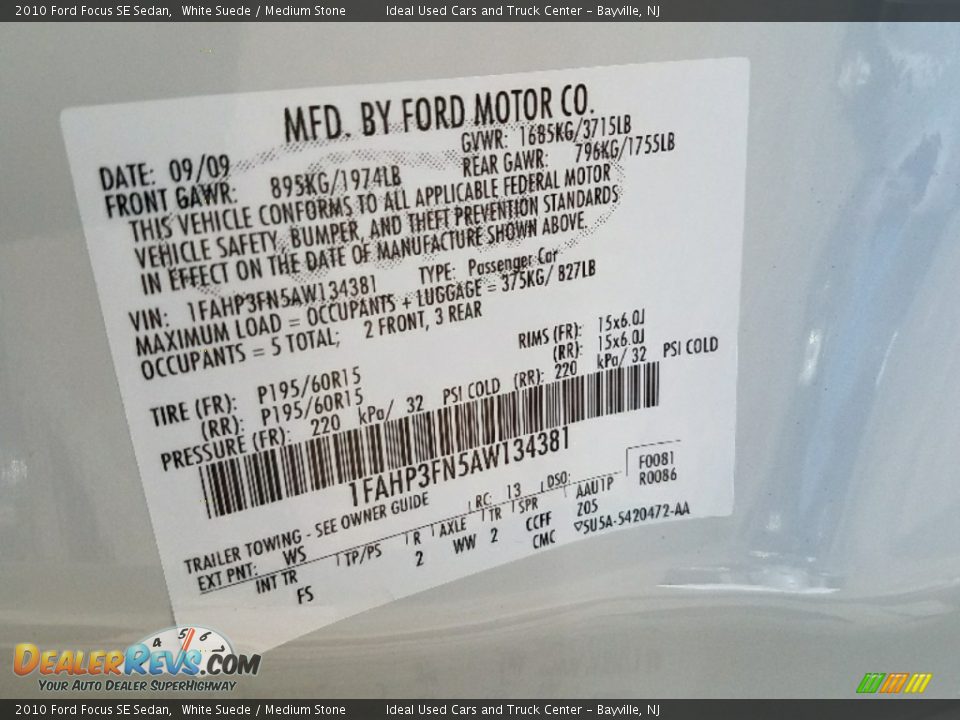 2010 Ford Focus SE Sedan, White Suede / Medium Stone Ideal Used Cars and Truck Center - Bayville, NJ
MFD. BY FORD MOTOR CO.
DATE: 09/09 GVWR: 1685KG/3715LB
FRONT GAWR: 895KG/1974LB REAR GAWR: 796KG/1755LB
THIS VEHICLE CONFORMS TO ALL APPLICABLE FEDERAL MOTOR
VEHICLE SAFETY, BUMPER, AND THEFT PREVENTION STANDARDS
IN EFFECT ON THE DATE OF MANUFACTURE SHOWN ABOVE.
VIN: 1FAHP3FN5AW134381 TYPE: Passenger Car
MAXIMUM LOAD = OCCUPANTS + LUGGAGE = 375KG/ 827LB
OCCUPANTS = 5 TOTAL; 2 FRONT, 3 REAR
TIRE (FR): P195/60R15 RIMS (FR): 15x6.0J
(RR): P195/60R15 (RR): 15x6.0J
PRESSURE (FR): 220 kPa/ 32 PSI COLD (RR): 220 kPa/ 32 PSI COLD
1FAHP3FN5AW134381
TRAILER TOWING - SEE OWNER GUIDE
EXT PNT: WS RC: 13 DSO: F0081
R0086
INT TR TP/PS R AXLE TR SPR AAU1P
FS 2 WW 2 CCFF 205
CMC ▽5U5A-5420472-AA
4 5 6
DEALERREVS.COM
YOUR AUTO DEALER SUPERHIGHWAY
2010 Ford Focus SE Sedan, White Suede / Medium Stone Ideal Used Cars and Truck Center - Bayville, NJ